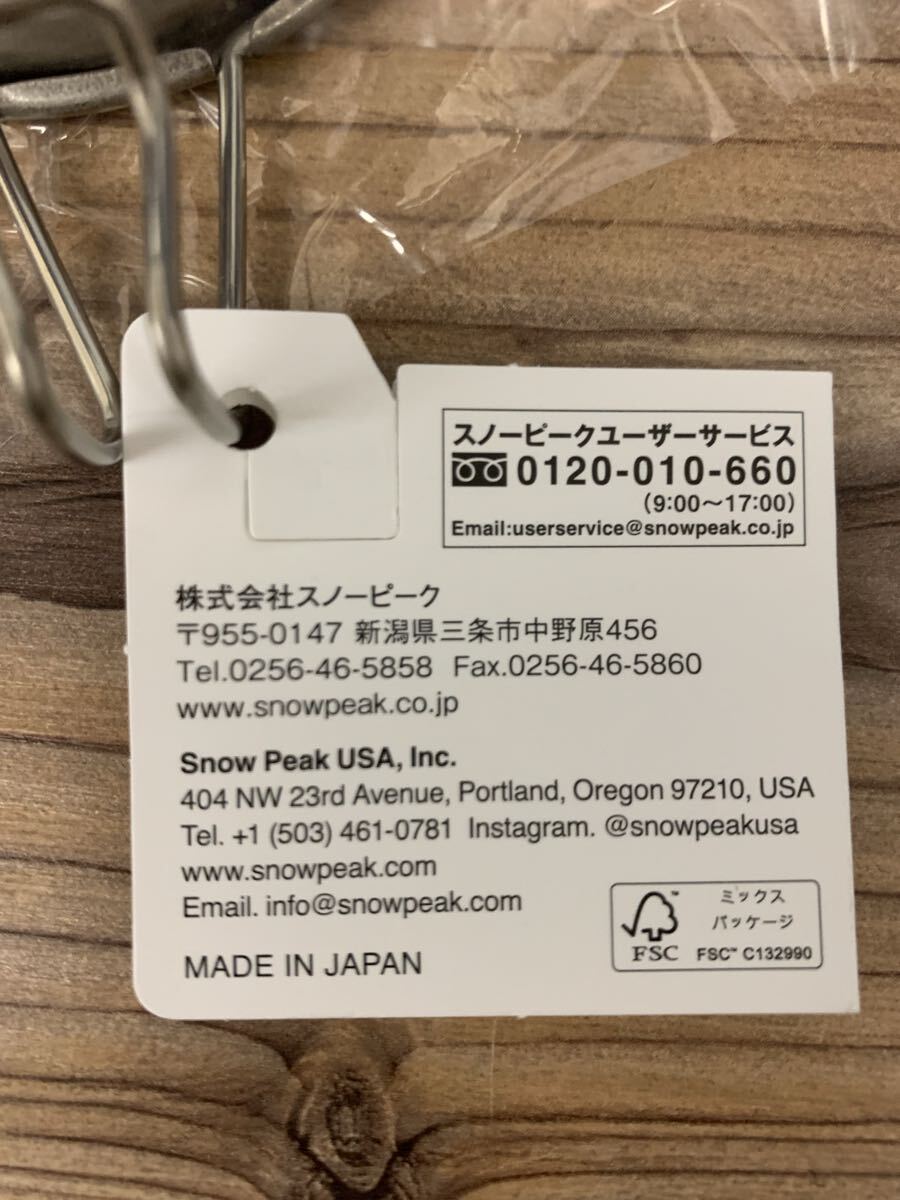 スノーピークユーザーサービス
0120-010-660
(9:00〜17:00)
Email:userservice@snowpeak.co.jp
株式会社スノーピーク
〒955-0147 新潟県三条市中野原456
Tel.0256-46-5858 Fax.0256-46-5860
www.snowpeak.co.jp
Snow Peak USA, Inc.
404 NW 23rd Avenue, Portland, Oregon 97210, USA
Tel. +1 (503) 461-0781 Instagram. @snowpeakusa
www.snowpeak.com
Email. info@snowpeak.com
MADE IN JAPAN
ミックス
パッケージ
FSC™ C132990
FSC